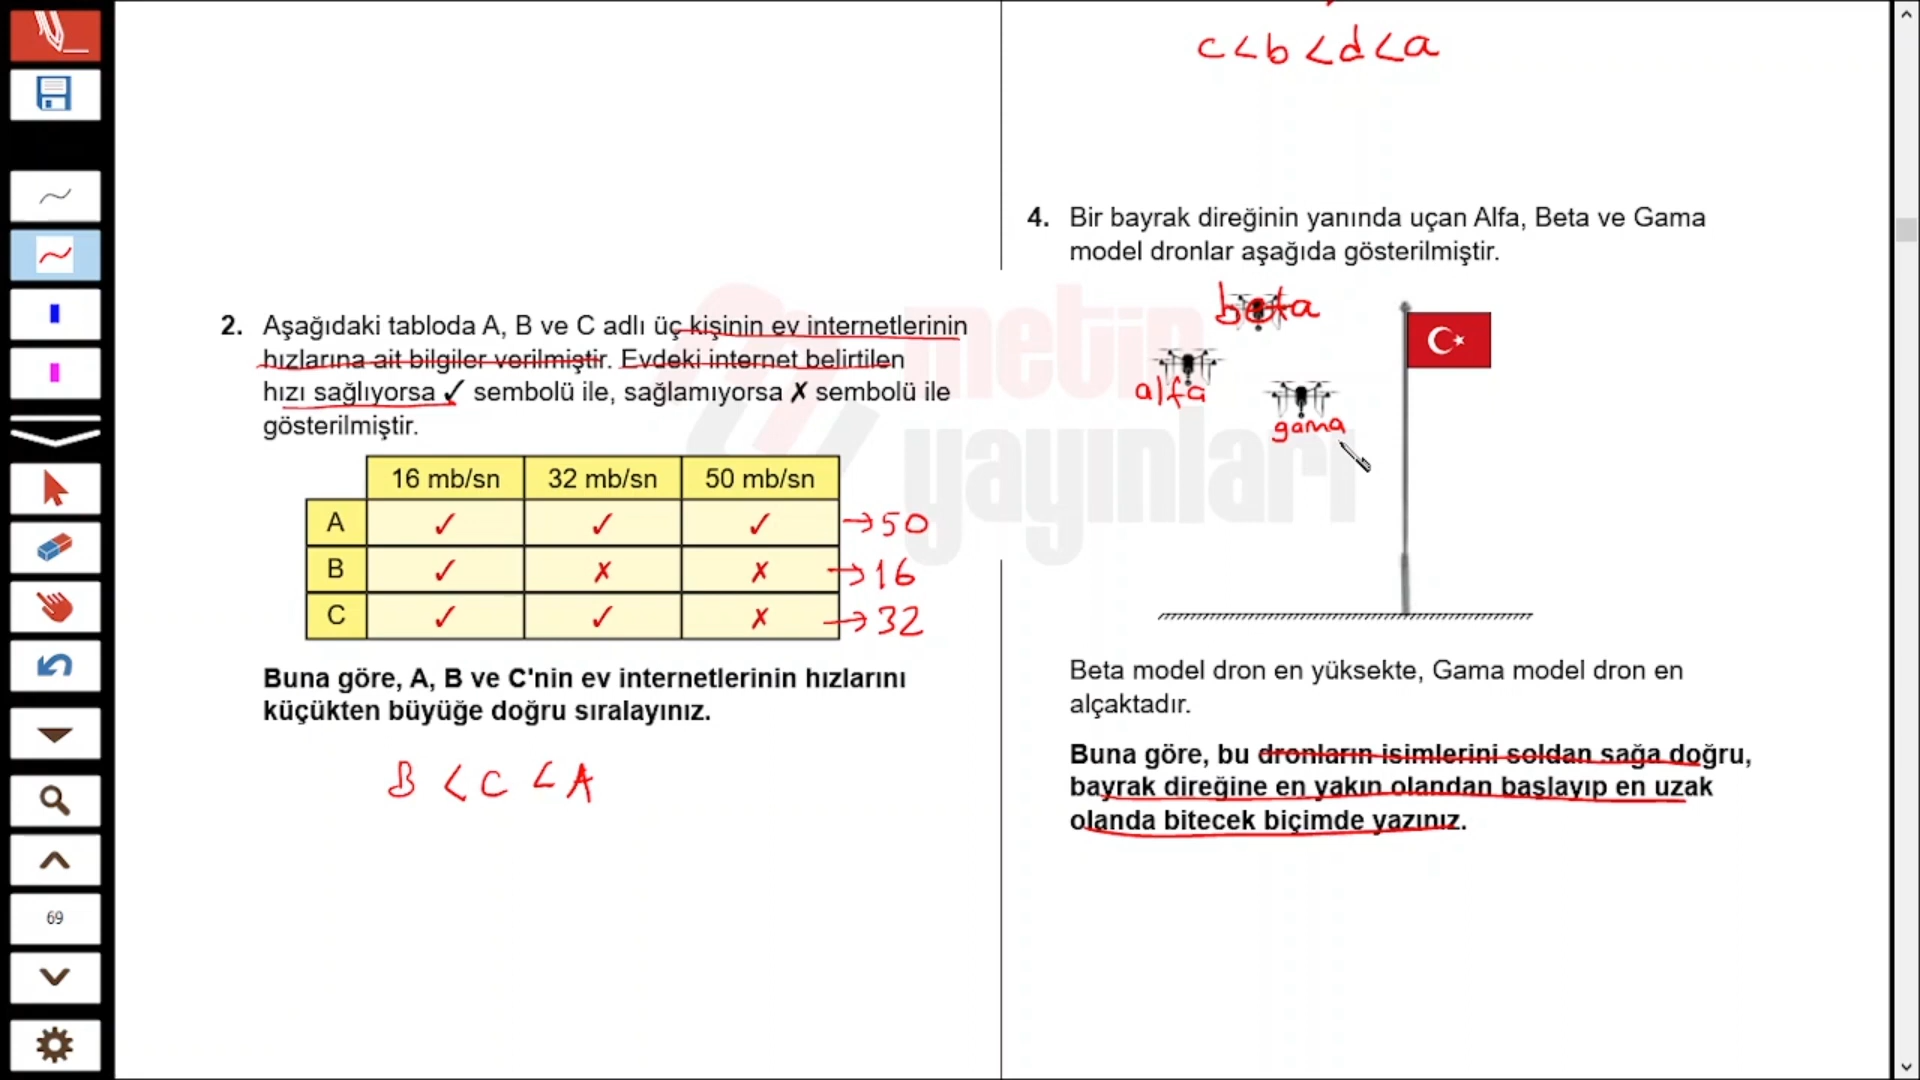 c<b<d<a
2. Aşağıdaki tabloda A, B ve C adlı üç kişinin ev internetlerinin
hızlarına ait bilgiler verilmiştir. Evdeki internet belirtilen
hızı sağlıyorsa ✓ sembolü ile, sağlamıyorsa ✗ sembolü ile
gösterilmiştir.
16 mb/sn 32 mb/sn 50 mb/sn
A ✓ ✓ ✓ →50
B ✓ ✗ ✗ →16
C ✓ ✓ ✗ →32
Buna göre, A, B ve C'nin ev internetlerinin hızlarını
küçükten büyüğe doğru sıralayınız.
B<C<A
4. Bir bayrak direğinin yanında uçan Alfa, Beta ve Gama
model dronlar aşağıda gösterilmiştir.
beta
alfa
gama
Beta model dron en yüksekte, Gama model dron en
alçaktadır.
Buna göre, bu dronların isimlerini soldan sağa doğru,
bayrak direğine en yakın olandan başlayıp en uzak
olanda bitecek biçimde yazınız.
metin
yayınları
69